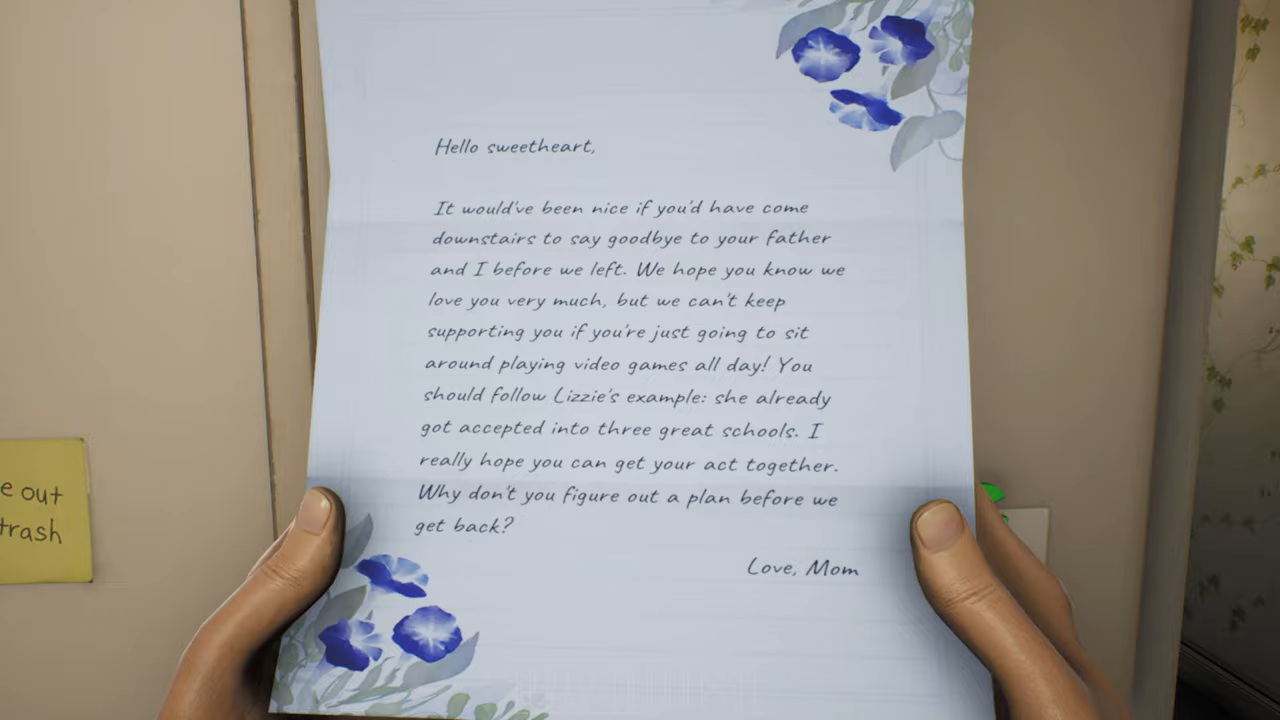 Hello sweetheart,
It would've been nice if you'd have come
downstairs to say goodbye to your father
and I before we left. We hope you know we
love you very much, but we can't keep
supporting you if you're just going to sit
around playing video games all day! You
should follow Lizzie's example: she already
got accepted into three great schools. I
really hope you can get your act together.
Why don't you figure out a plan before we
get back?
Love, Mom
e out
trash